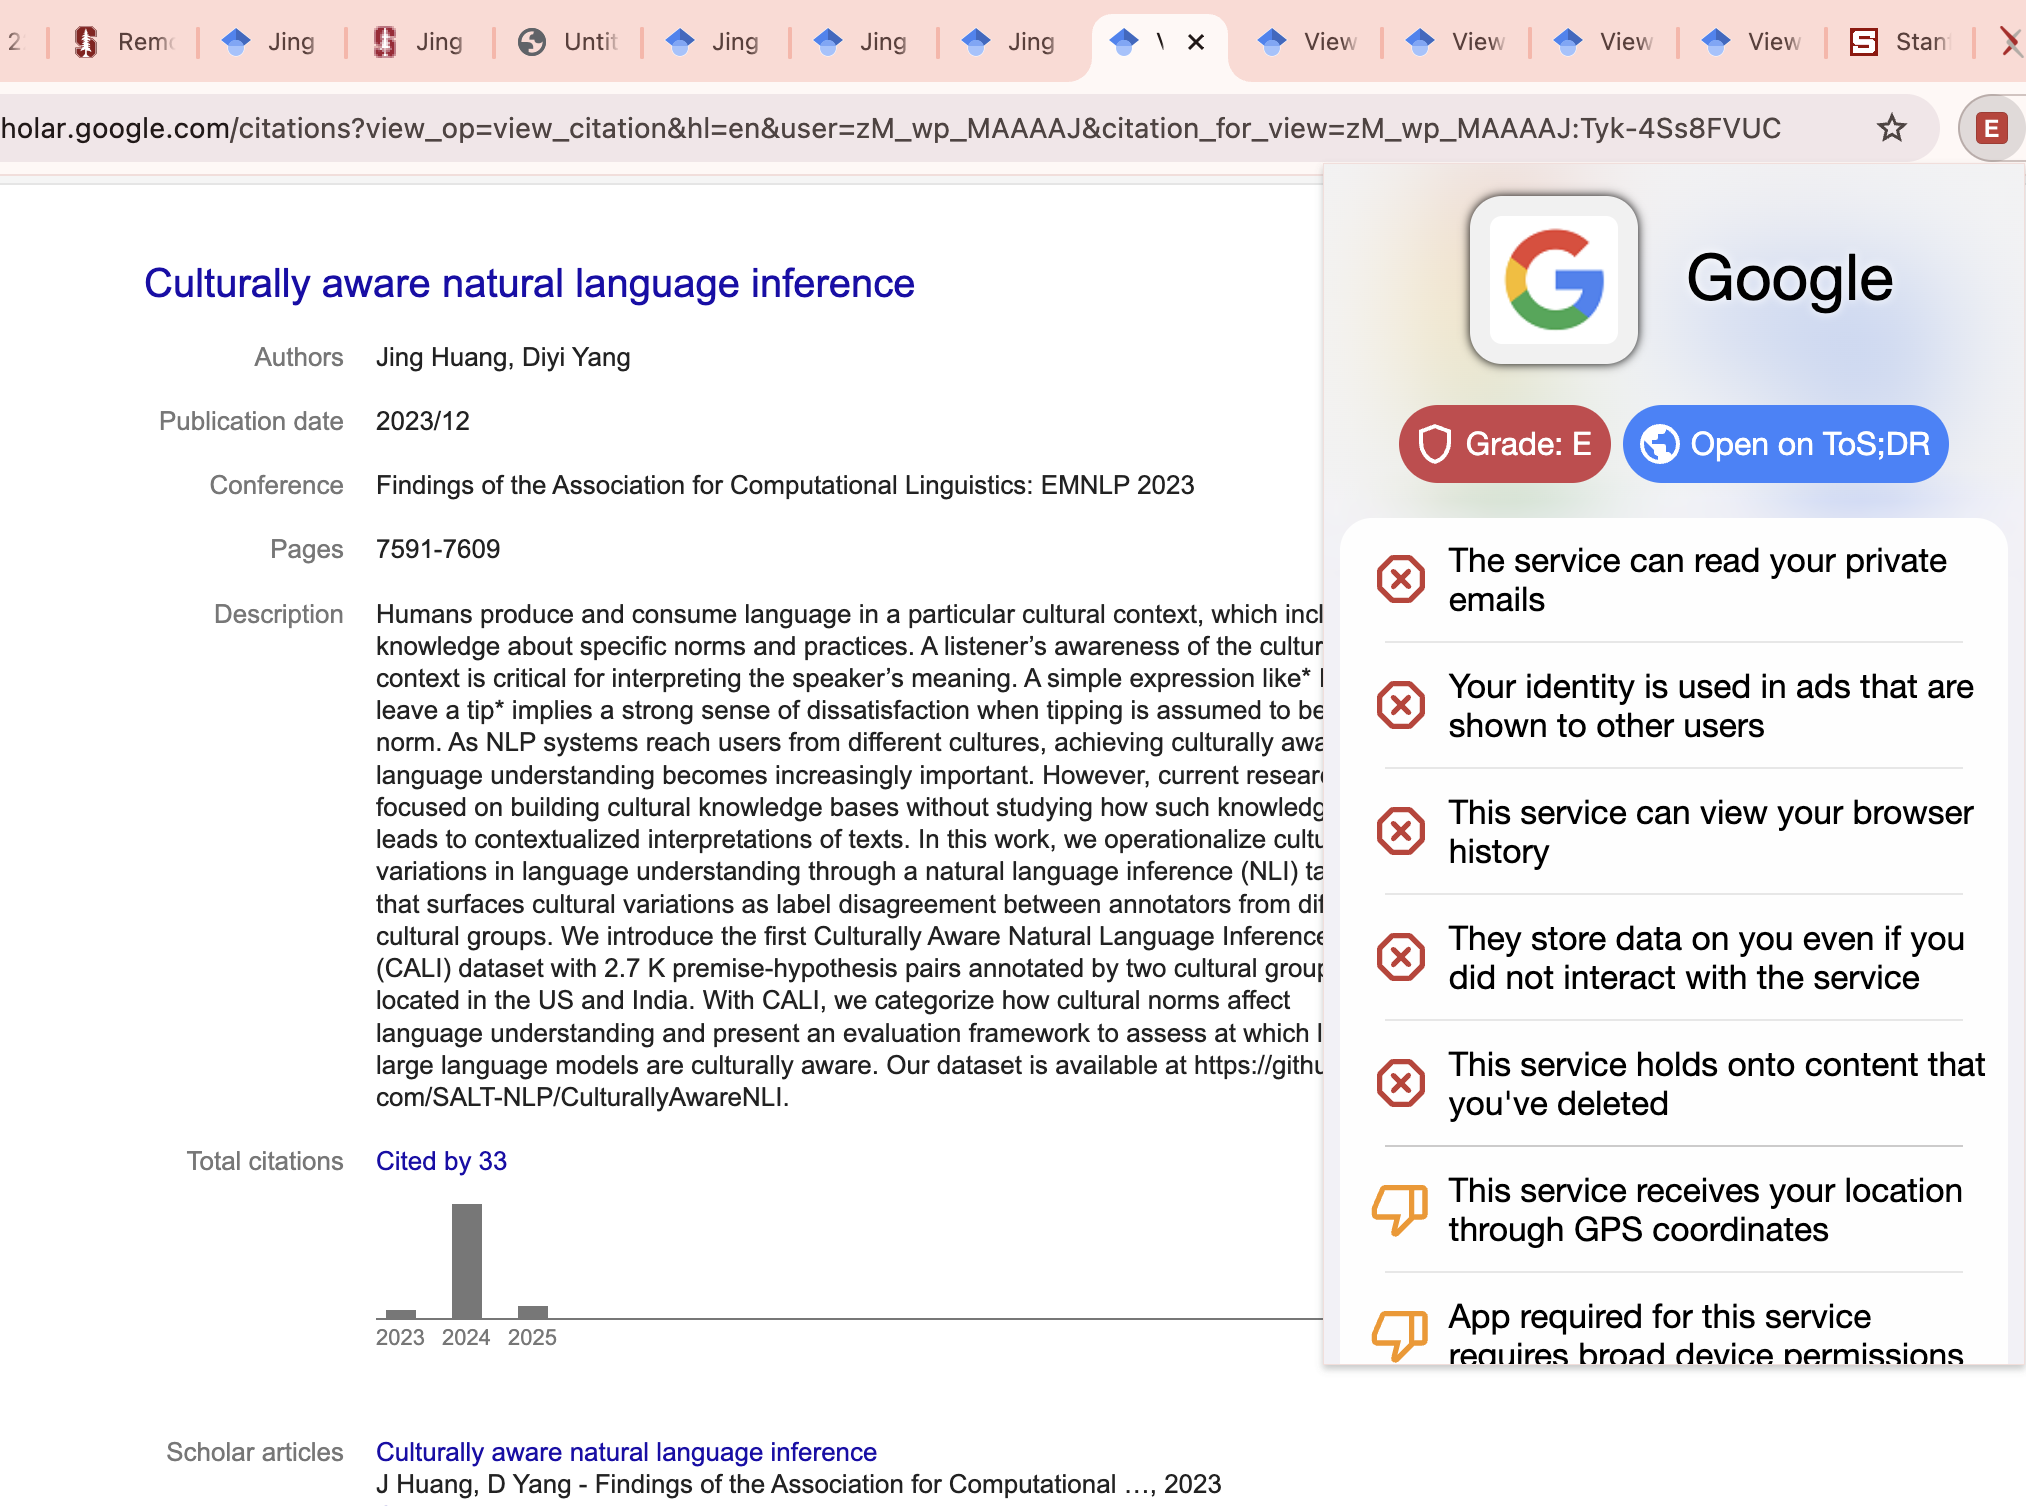 Jing
Jing
Jing
Jing
Jing
View
View
View
View
holar.google.com/citations?view_op=view_citation&hl=en&user=zM_wp_MAAAAJ&citation_for_view=zM_wp_MAAAAJ:Tyk-4Ss8FVUC
E
Culturally aware natural language inference
Authors Jing Huang, Diyi Yang
Publication date 2023/12
Conference Findings of the Association for Computational Linguistics: EMNLP 2023
Pages 7591-7609
Description Humans produce and consume language in a particular cultural context, which incl
knowledge about specific norms and practices. A listener’s awareness of the cultur
context is critical for interpreting the speaker’s meaning. A simple expression like*
leave a tip* implies a strong sense of dissatisfaction when tipping is assumed to be
norm. As NLP systems reach users from different cultures, achieving culturally awa
language understanding becomes increasingly important. However, current resear
focused on building cultural knowledge bases without studying how such knowledg
leads to contextualized interpretations of texts. In this work, we operationalize cultu
variations in language understanding through a natural language inference (NLI) ta
that surfaces cultural variations as label disagreement between annotators from dif
cultural groups. We introduce the first Culturally Aware Natural Language Inference
(CALI) dataset with 2.7 K premise-hypothesis pairs annotated by two cultural group
located in the US and India. With CALI, we categorize how cultural norms affect
language understanding and present an evaluation framework to assess at which l
large language models are culturally aware. Our dataset is available at https://githu
com/SALT-NLP/CulturallyAwareNLI.
Total citations Cited by 33
2023 2024 2025
Scholar articles Culturally aware natural language inference
J Huang, D Yang - Findings of the Association for Computational …, 2023
Google
Grade: E
Open on ToS;DR
The service can read your private
emails
Your identity is used in ads that are
shown to other users
This service can view your browser
history
They store data on you even if you
did not interact with the service
This service holds onto content that
you've deleted
This service receives your location
through GPS coordinates
App required for this service
requires broad device permissions